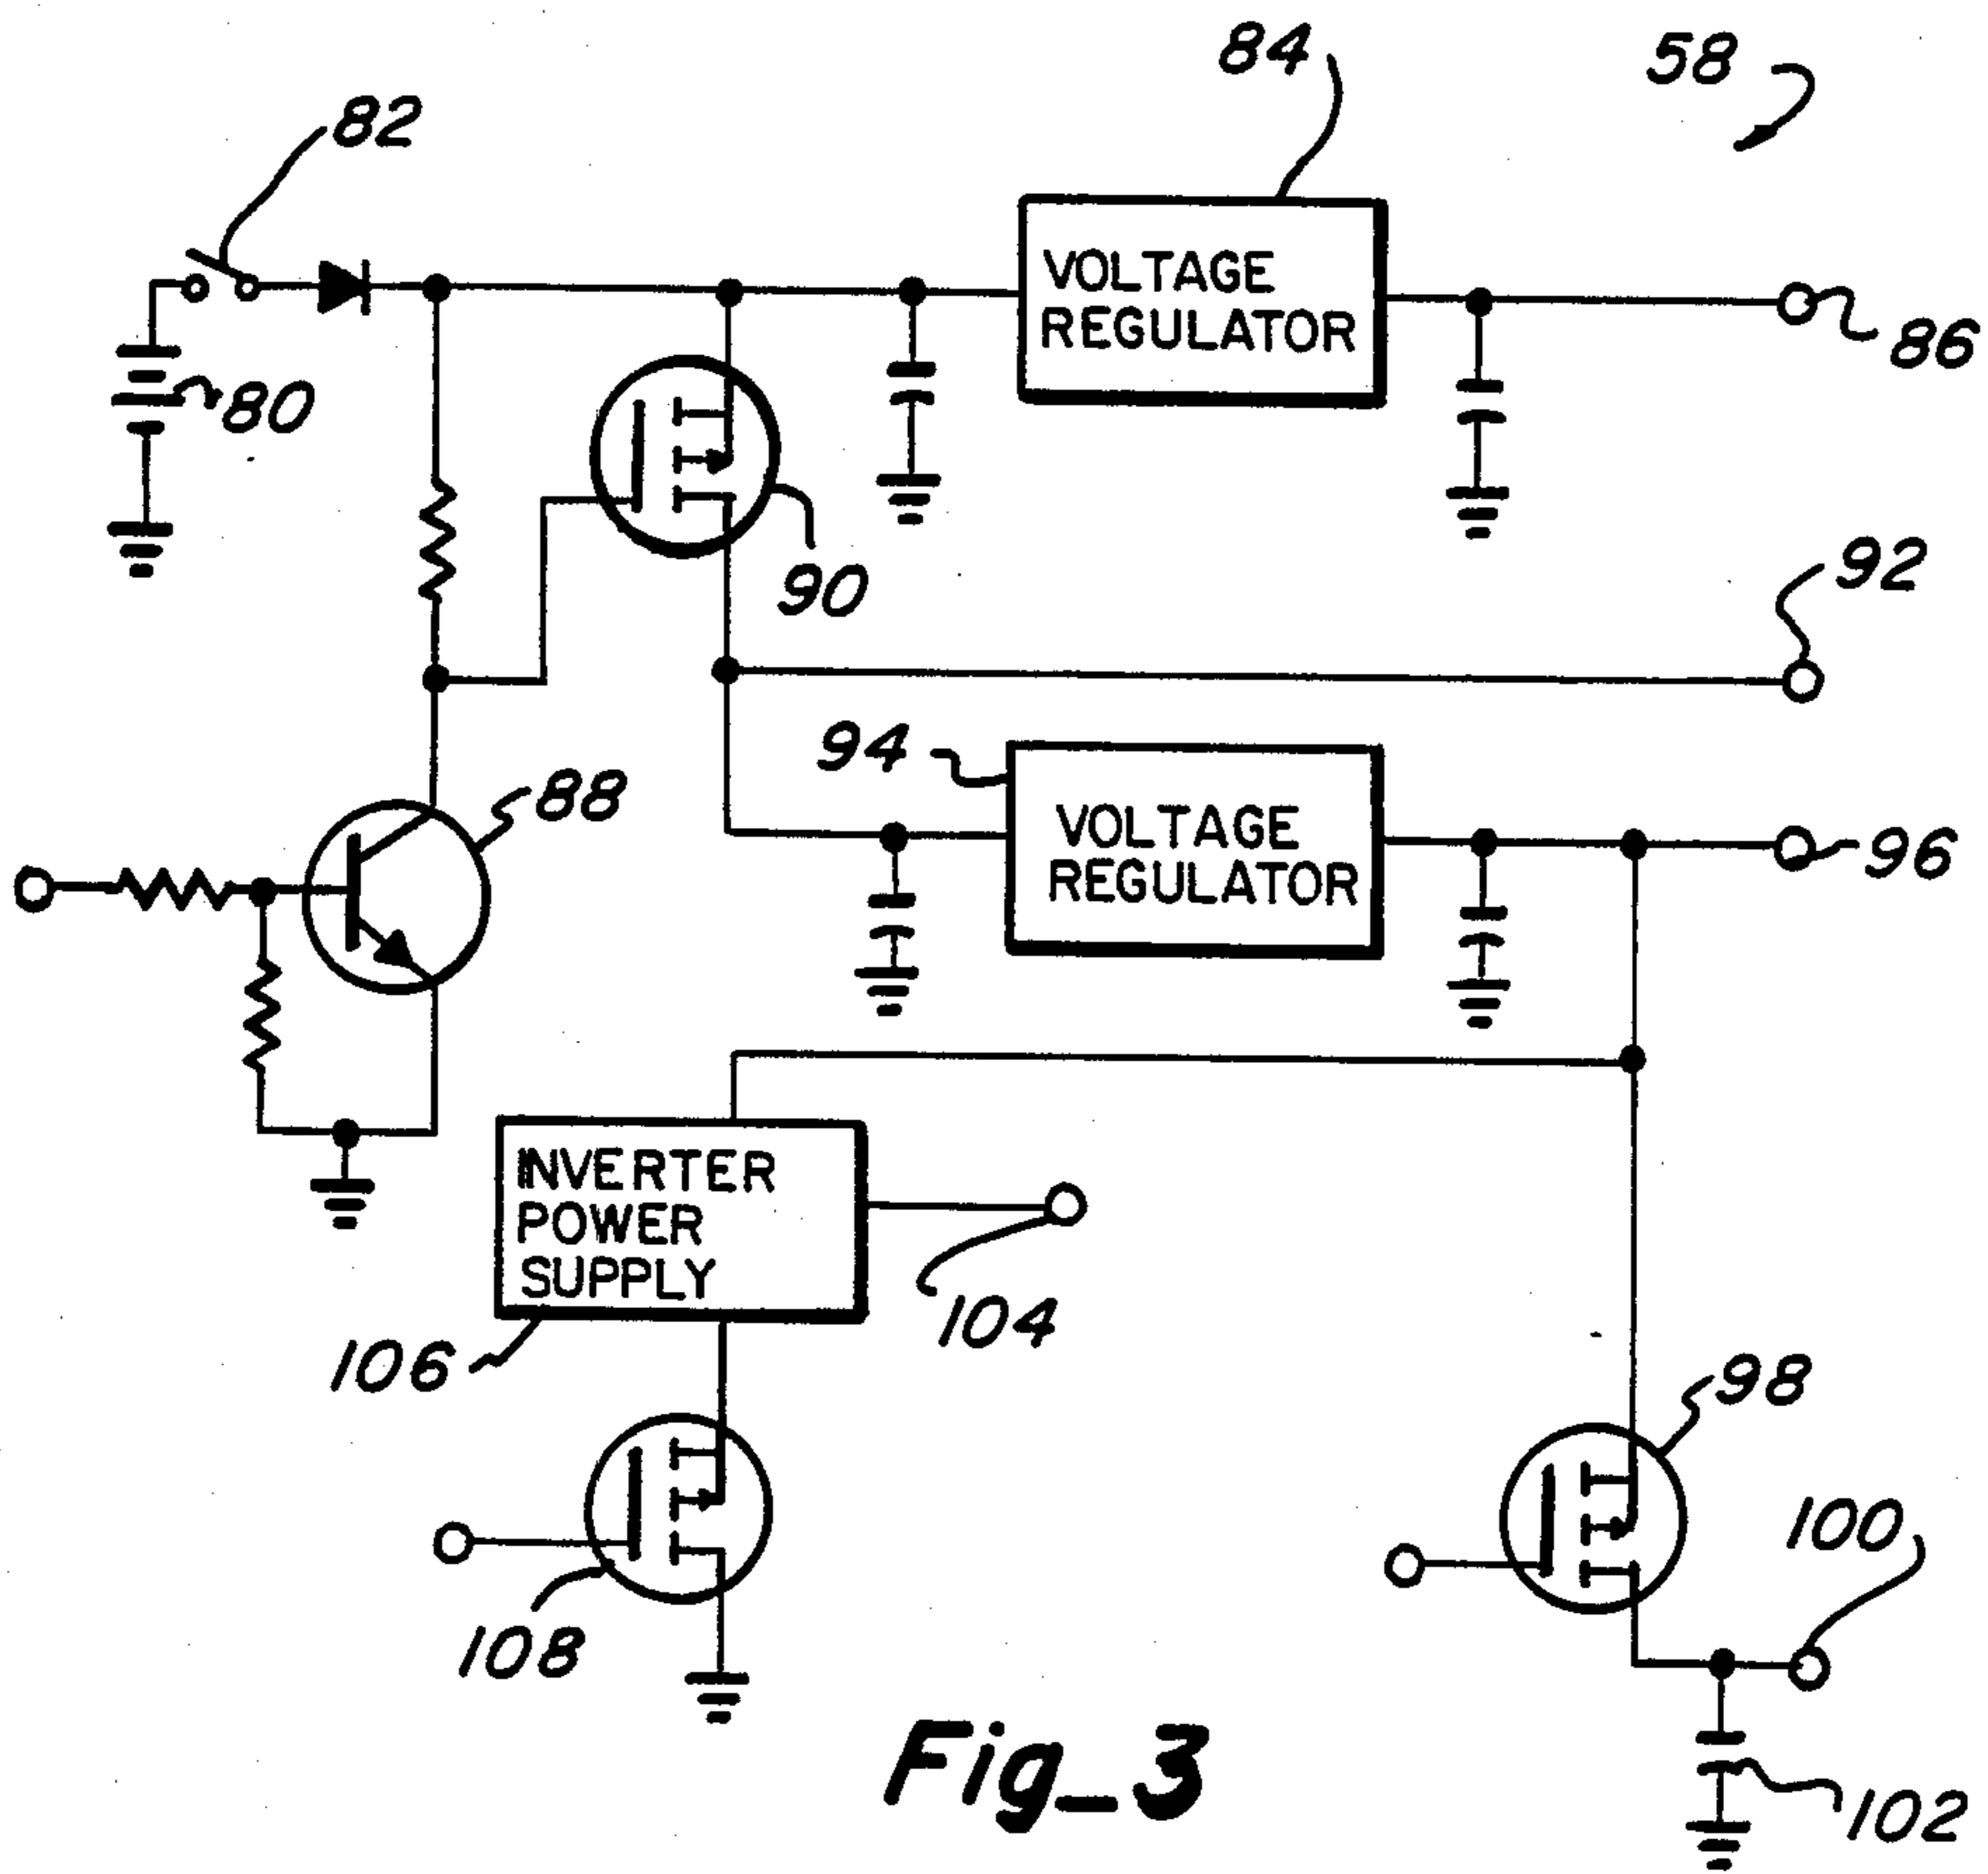 84
58
82
VOLTAGE
REGULATOR
86
80
90
92
94
88
VOLTAGE
REGULATOR
96
INVERTER
POWER
SUPPLY
104
106
98
100
108
Fig_3
102